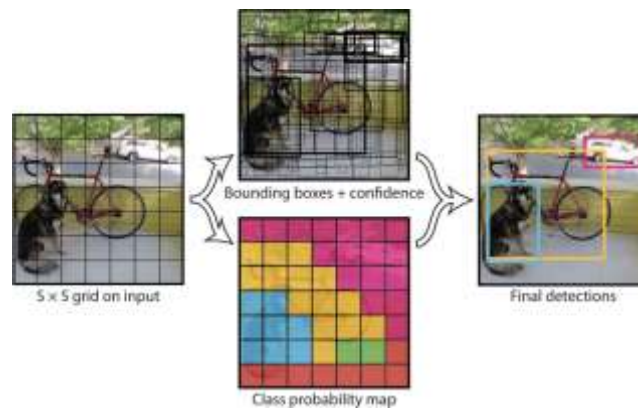 Bounding boxes + confidence
S × S grid on input
Final detections
Class probability map